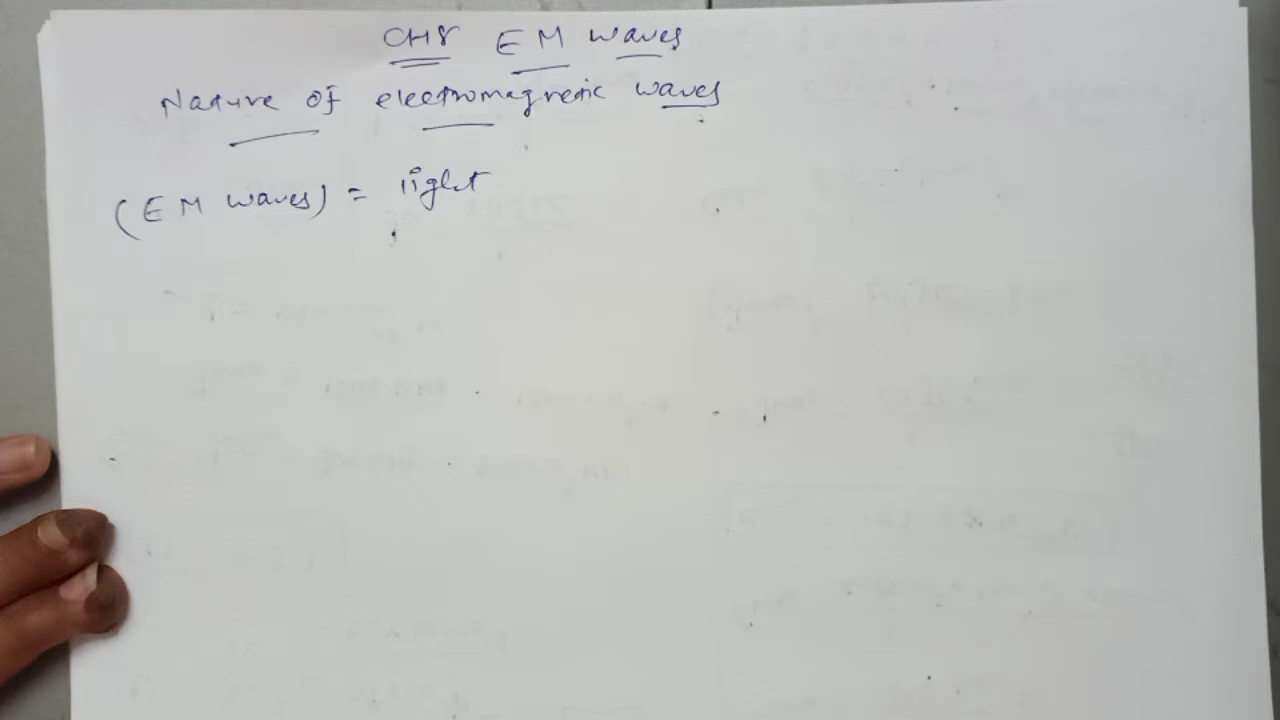 CH8 EM waves
Nature of electromagnetic waves
(EM waves) = light